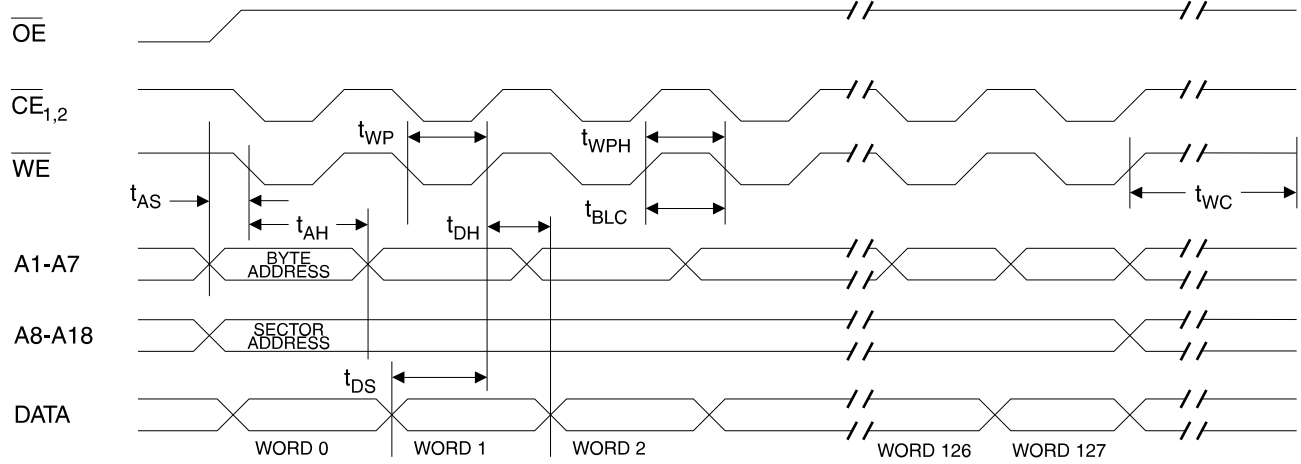 OE
CE1,2
tWP
tWPH
WE
tAS
tWC
tBLC
tAH
tDH
A1-A7
BYTE
ADDRESS
A8-A18
SECTOR
ADDRESS
tDS
DATA
WORD 0
WORD 1
WORD 2
WORD 126
WORD 127